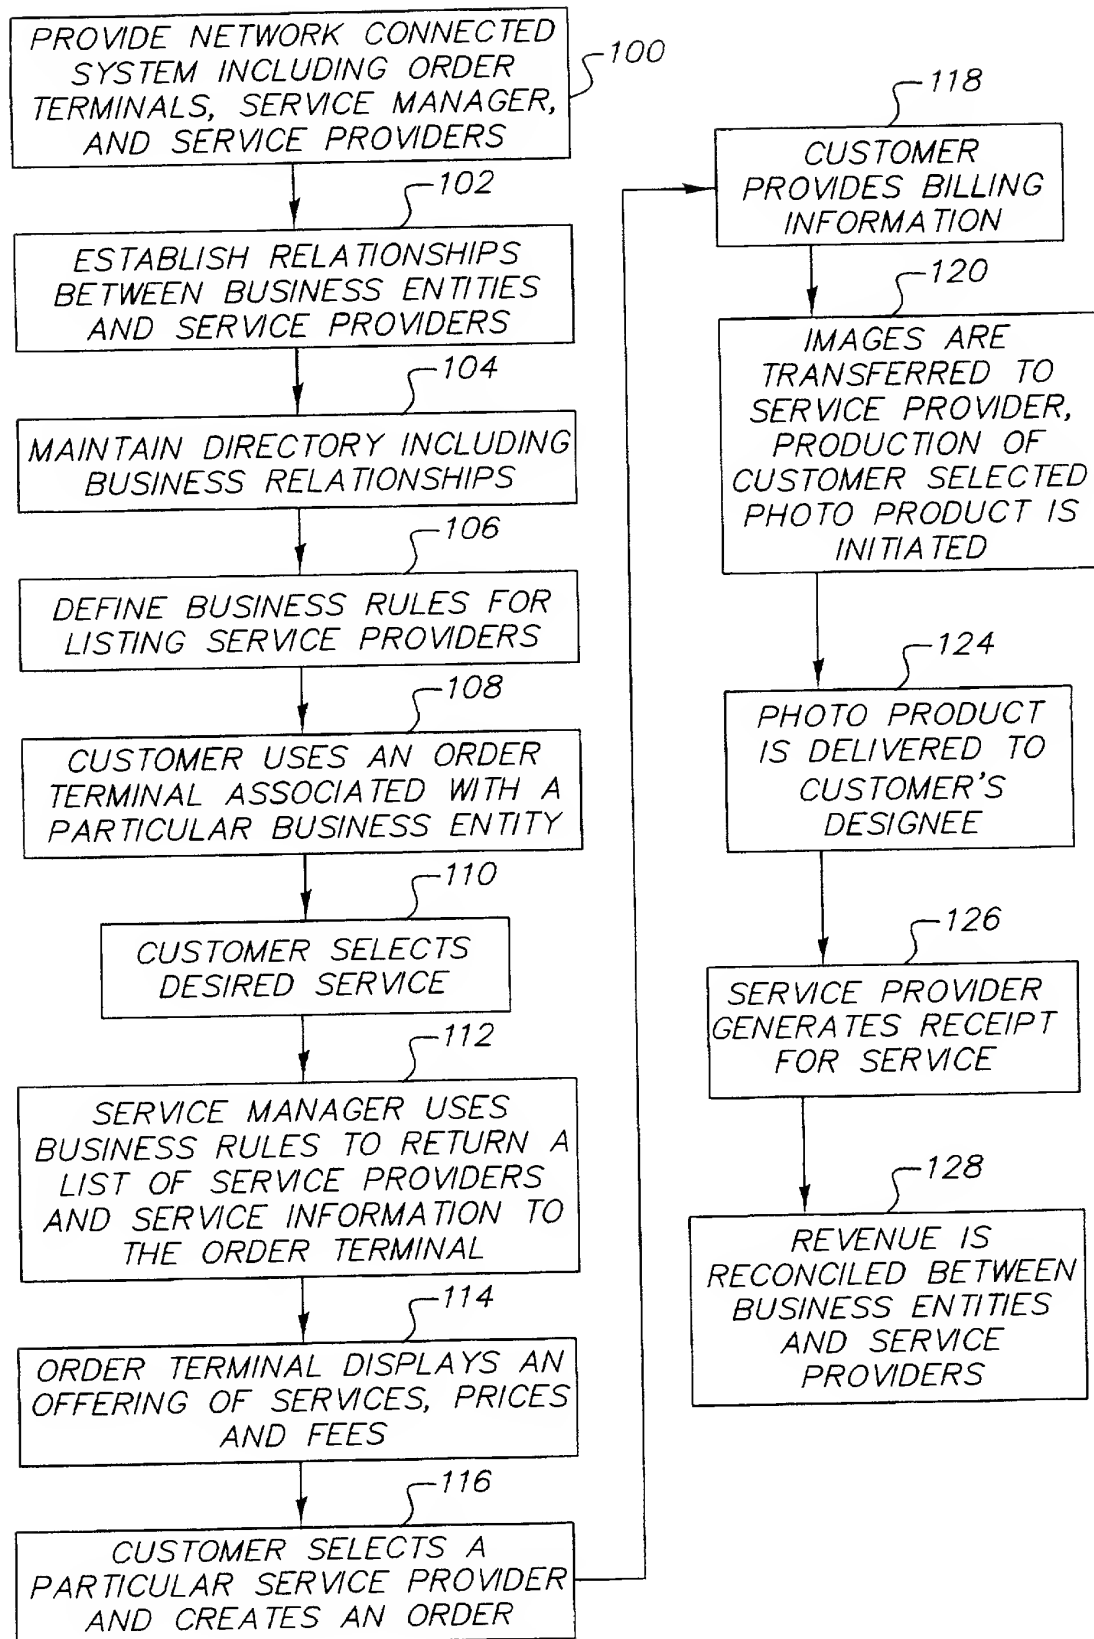 PROVIDE NETWORK CONNECTED
SYSTEM INCLUDING ORDER
TERMINALS, SERVICE MANAGER,
AND SERVICE PROVIDERS
100
102
ESTABLISH RELATIONSHIPS
BETWEEN BUSINESS ENTITIES
AND SERVICE PROVIDERS
104
MAINTAIN DIRECTORY INCLUDING
BUSINESS RELATIONSHIPS
106
DEFINE BUSINESS RULES FOR
LISTING SERVICE PROVIDERS
108
CUSTOMER USES AN ORDER
TERMINAL ASSOCIATED WITH A
PARTICULAR BUSINESS ENTITY
110
CUSTOMER SELECTS
DESIRED SERVICE
112
SERVICE MANAGER USES
BUSINESS RULES TO RETURN A
LIST OF SERVICE PROVIDERS
AND SERVICE INFORMATION TO
THE ORDER TERMINAL
114
ORDER TERMINAL DISPLAYS AN
OFFERING OF SERVICES, PRICES
AND FEES
116
CUSTOMER SELECTS A
PARTICULAR SERVICE PROVIDER
AND CREATES AN ORDER
118
CUSTOMER
PROVIDES BILLING
INFORMATION
120
IMAGES ARE
TRANSFERRED TO
SERVICE PROVIDER,
PRODUCTION OF
CUSTOMER SELECTED
PHOTO PRODUCT IS
INITIATED
124
PHOTO PRODUCT
IS DELIVERED TO
CUSTOMER'S
DESIGNEE
126
SERVICE PROVIDER
GENERATES RECEIPT
FOR SERVICE
128
REVENUE IS
RECONCILED BETWEEN
BUSINESS ENTITIES
AND SERVICE
PROVIDERS